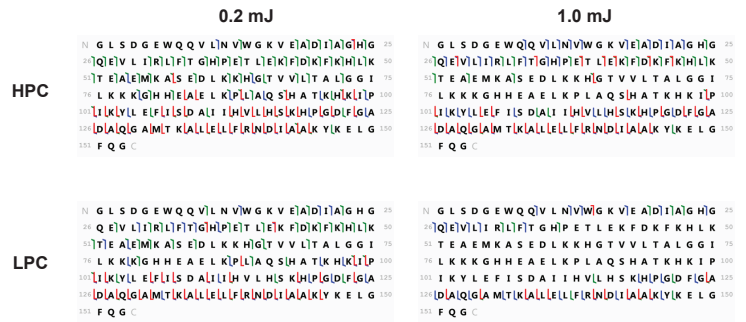 0.2 mJ
1.0 mJ
HPC
N G L S D G E W Q Q V L N V W G K V E A D I A G H G 25
26 Q E V L I R L F T G H P E T L E K F D K F K H L K 50
51 T E A E M K A S E D L K K H G T V V L T A L G G I 75
76 L K K K G H H E A E L K P L A Q S H A T K H K I P 100
101 I K Y L E F I S D A I I H V L H S K H P G D F G A 125
126 D A Q G A M T K A L E L F R N D I A A K Y K E L G 150
151 F Q G C
N G L S D G E W Q Q V L N V W G K V E A D I A G H G 25
26 Q E V L I R L F T G H P E T L E K F D K F K H L K 50
51 T E A E M K A S E D L K K H G T V V L T A L G G I 75
76 L K K K G H H E A E L K P L A Q S H A T K H K I P 100
101 I K Y L E F I S D A I I H V L H S K H P G D F G A 125
126 D A Q G A M T K A L E L F R N D I A A K Y K E L G 150
151 F Q G C
LPC
N G L S D G E W Q Q V L N V W G K V E A D I A G H G 25
26 Q E V L I R L F T G H P E T L E K F D K F K H L K 50
51 T E A E M K A S E D L K K H G T V V L T A L G G I 75
76 L K K K G H H E A E L K P L A Q S H A T K H K I P 100
101 I K Y L E F I S D A I I H V L H S K H P G D F G A 125
126 D A Q G A M T K A L E L F R N D I A A K Y K E L G 150
151 F Q G C
N G L S D G E W Q Q V L N V W G K V E A D I A G H G 25
26 Q E V L I R L F T G H P E T L E K F D K F K H L K 50
51 T E A E M K A S E D L K K H G T V V L T A L G G I 75
76 L K K K G H H E A E L K P L A Q S H A T K H K I P 100
101 I K Y L E F I S D A I I H V L H S K H P G D F G A 125
126 D A Q G A M T K A L E L F R N D I A A K Y K E L G 150
151 F Q G C